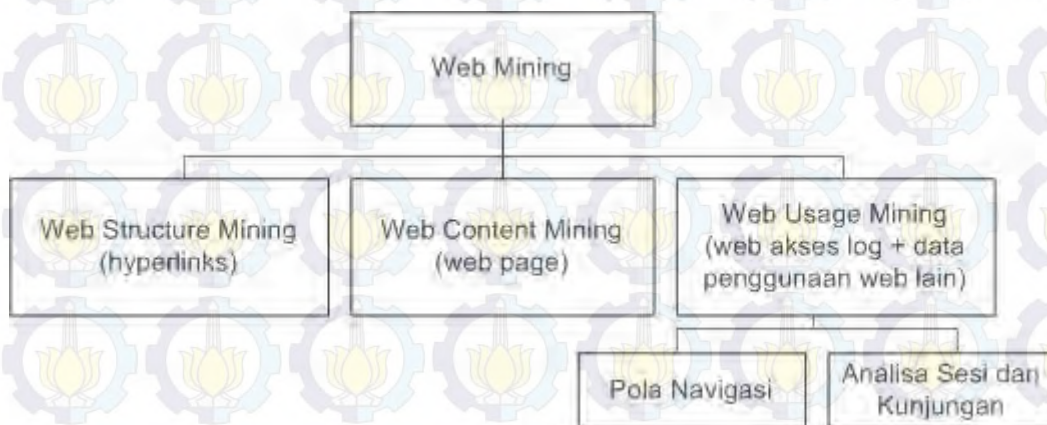 Web Mining
Web Structure Mining
(hyperlinks)
Web Content Mining
(web page)
Web Usage Mining
(web akses log + data
penggunaan web lain)
Pola Navigasi
Analisa Sesi dan
Kunjungan